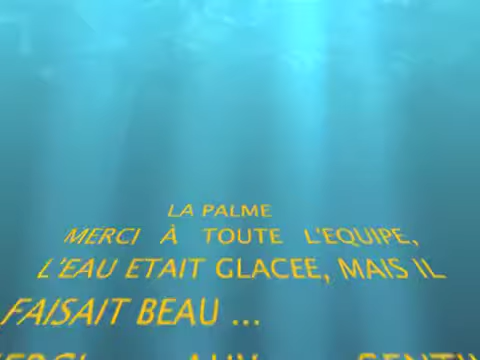 LA PALME
MERCI À TOUTE L'EQUIPE,
L'EAU ETAIT GLACEE, MAIS IL
FAISAIT BEAU ...